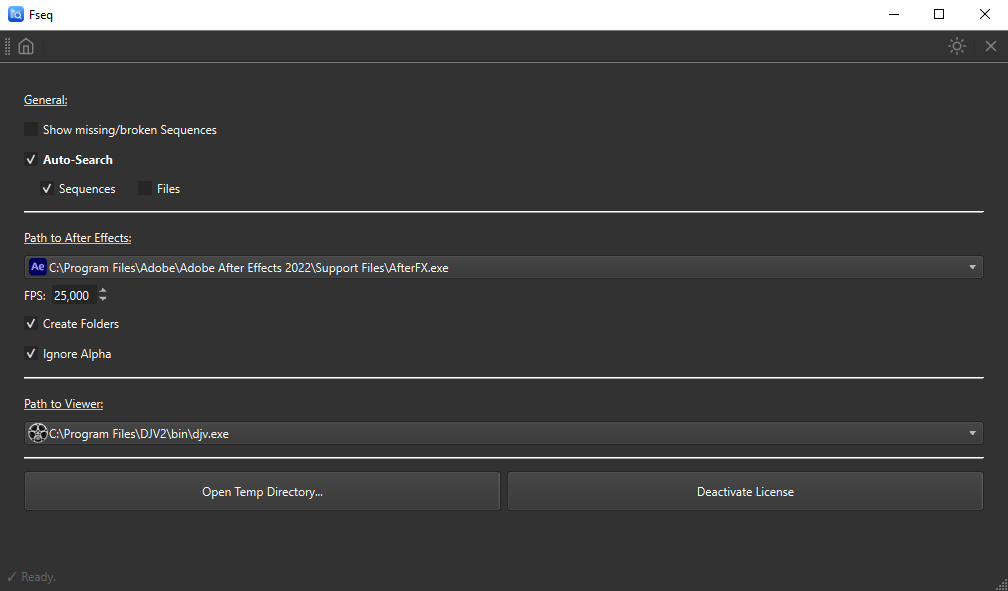 Fseq
General:
Show missing/broken Sequences
Auto-Search
Sequences Files
Path to After Effects:
Ae C:\Program Files\Adobe\Adobe After Effects 2022\Support Files\AfterFX.exe
FPS: 25,000
Create Folders
Ignore Alpha
Path to Viewer:
C:\Program Files\DJV2\bin\djv.exe
Open Temp Directory... Deactivate License
✓ Ready.